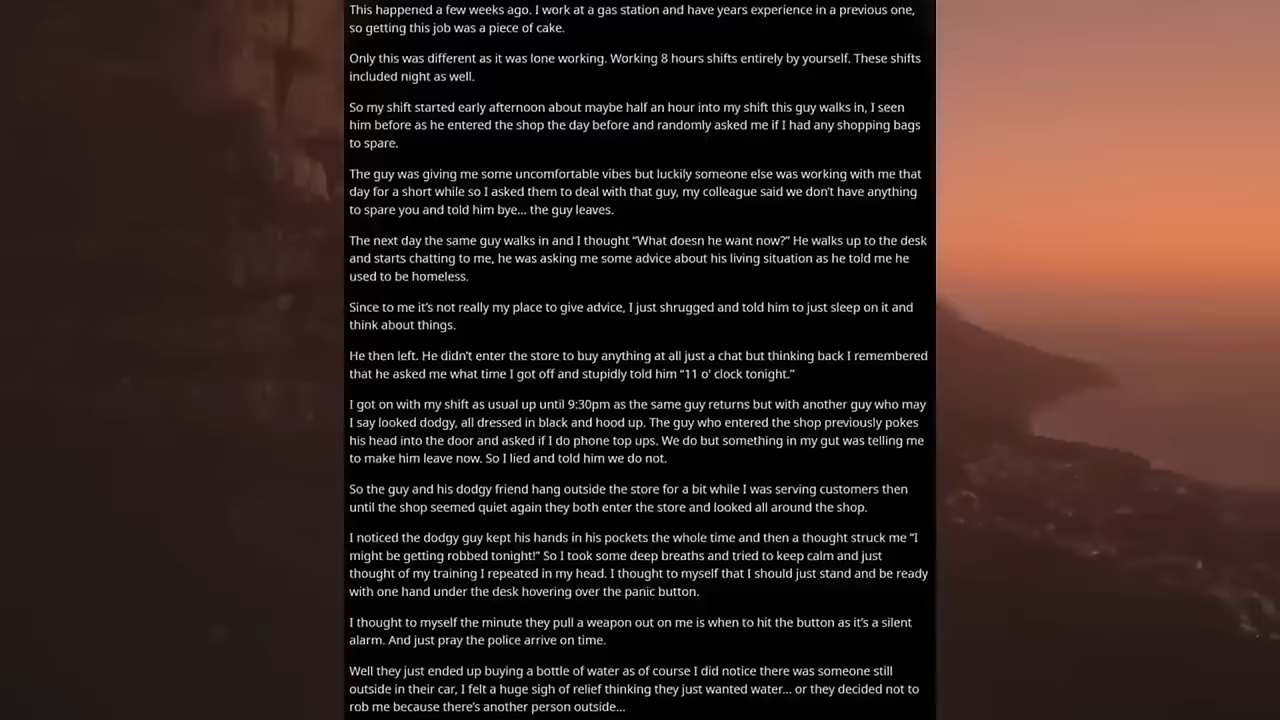 This happened a few weeks ago. I work at a gas station and have years experience in a previous one,
so getting this job was a piece of cake.
Only this was different as it was lone working. Working 8 hours shifts entirely by yourself. These shifts
included night as well.
So my shift started early afternoon about maybe half an hour into my shift this guy walks in, I seen
him before as he entered the shop the day before and randomly asked me if I had any shopping bags
to spare.
The guy was giving me some uncomfortable vibes but luckily someone else was working with me that
day for a short while so I asked them to deal with that guy, my colleague said we don’t have anything
to spare you and told him bye... the guy leaves.
The next day the same guy walks in and I thought “What doesn he want now?” He walks up to the desk
and starts chatting to me, he was asking me some advice about his living situation as he told me he
used to be homeless.
Since to me it’s not really my place to give advice, I just shrugged and told him to just sleep on it and
think about things.
He then left. He didn’t enter the store to buy anything at all just a chat but thinking back I remembered
that he asked me what time I got off and stupidly told him “11 o' clock tonight.”
I got on with my shift as usual up until 9:30pm as the same guy returns but with another guy who may
I say looked dodgy, all dressed in black and hood up. The guy who entered the shop previously pokes
his head into the door and asked if I do phone top ups. We do but something in my gut was telling me
to make him leave now. So I lied and told him we do not.
So the guy and his dodgy friend hang outside the store for a bit while I was serving customers then
until the shop seemed quiet again they both enter the store and looked all around the shop.
I noticed the dodgy guy kept his hands in his pockets the whole time and then a thought struck me “I
might be getting robbed tonight!” So I took some deep breaths and tried to keep calm and just
thought of my training I repeated in my head. I thought to myself that I should just stand and be ready
with one hand under the desk hovering over the panic button.
I thought to myself the minute they pull a weapon out on me is when to hit the button as it’s a silent
alarm. And just pray the police arrive on time.
Well they just ended up buying a bottle of water as of course I did notice there was someone still
outside in their car, I felt a huge sigh of relief thinking they just wanted water... or they decided not to
rob me because there’s another person outside...